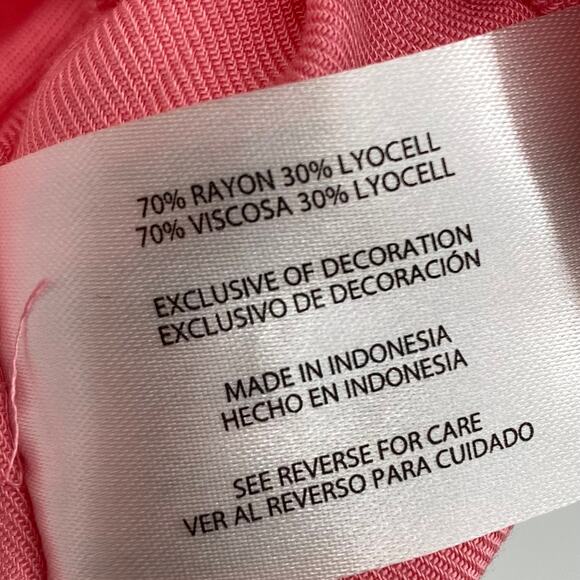 70% RAYON 30% LYOCELL
70% VISCOSA 30% LYOCELL
EXCLUSIVE OF DECORATION
EXCLUSIVO DE DECORACIÓN
MADE IN INDONESIA
HECHO EN INDONESIA
SEE REVERSE FOR CARE
VER AL REVERSO PARA CUIDADO